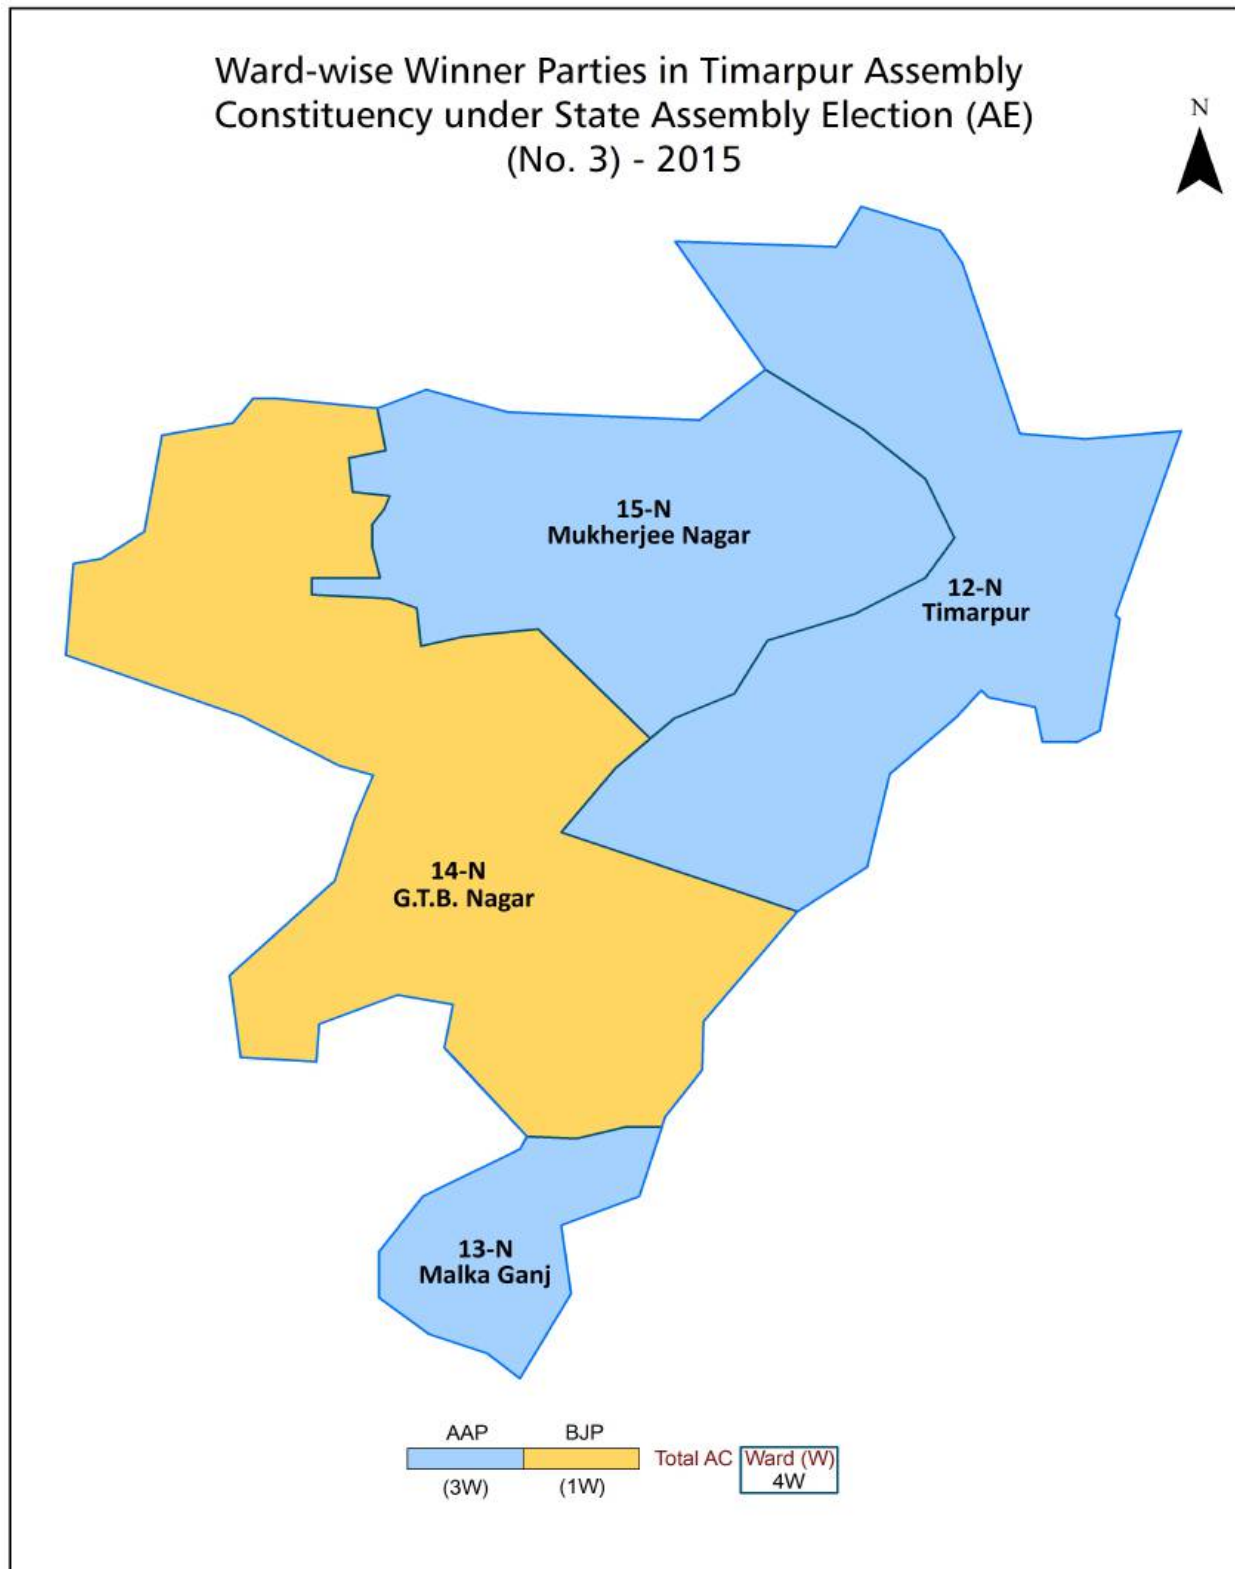 Ward-wise Winner Parties in Timarpur Assembly
Constituency under State Assembly Election (AE)
(No. 3) - 2015
N
15-N
Mukherjee Nagar
12-N
Timarpur
14-N
G.T.B. Nagar
13-N
Malka Ganj
AAP BJP
Total AC Ward (W)
(3W) (1W) 4W